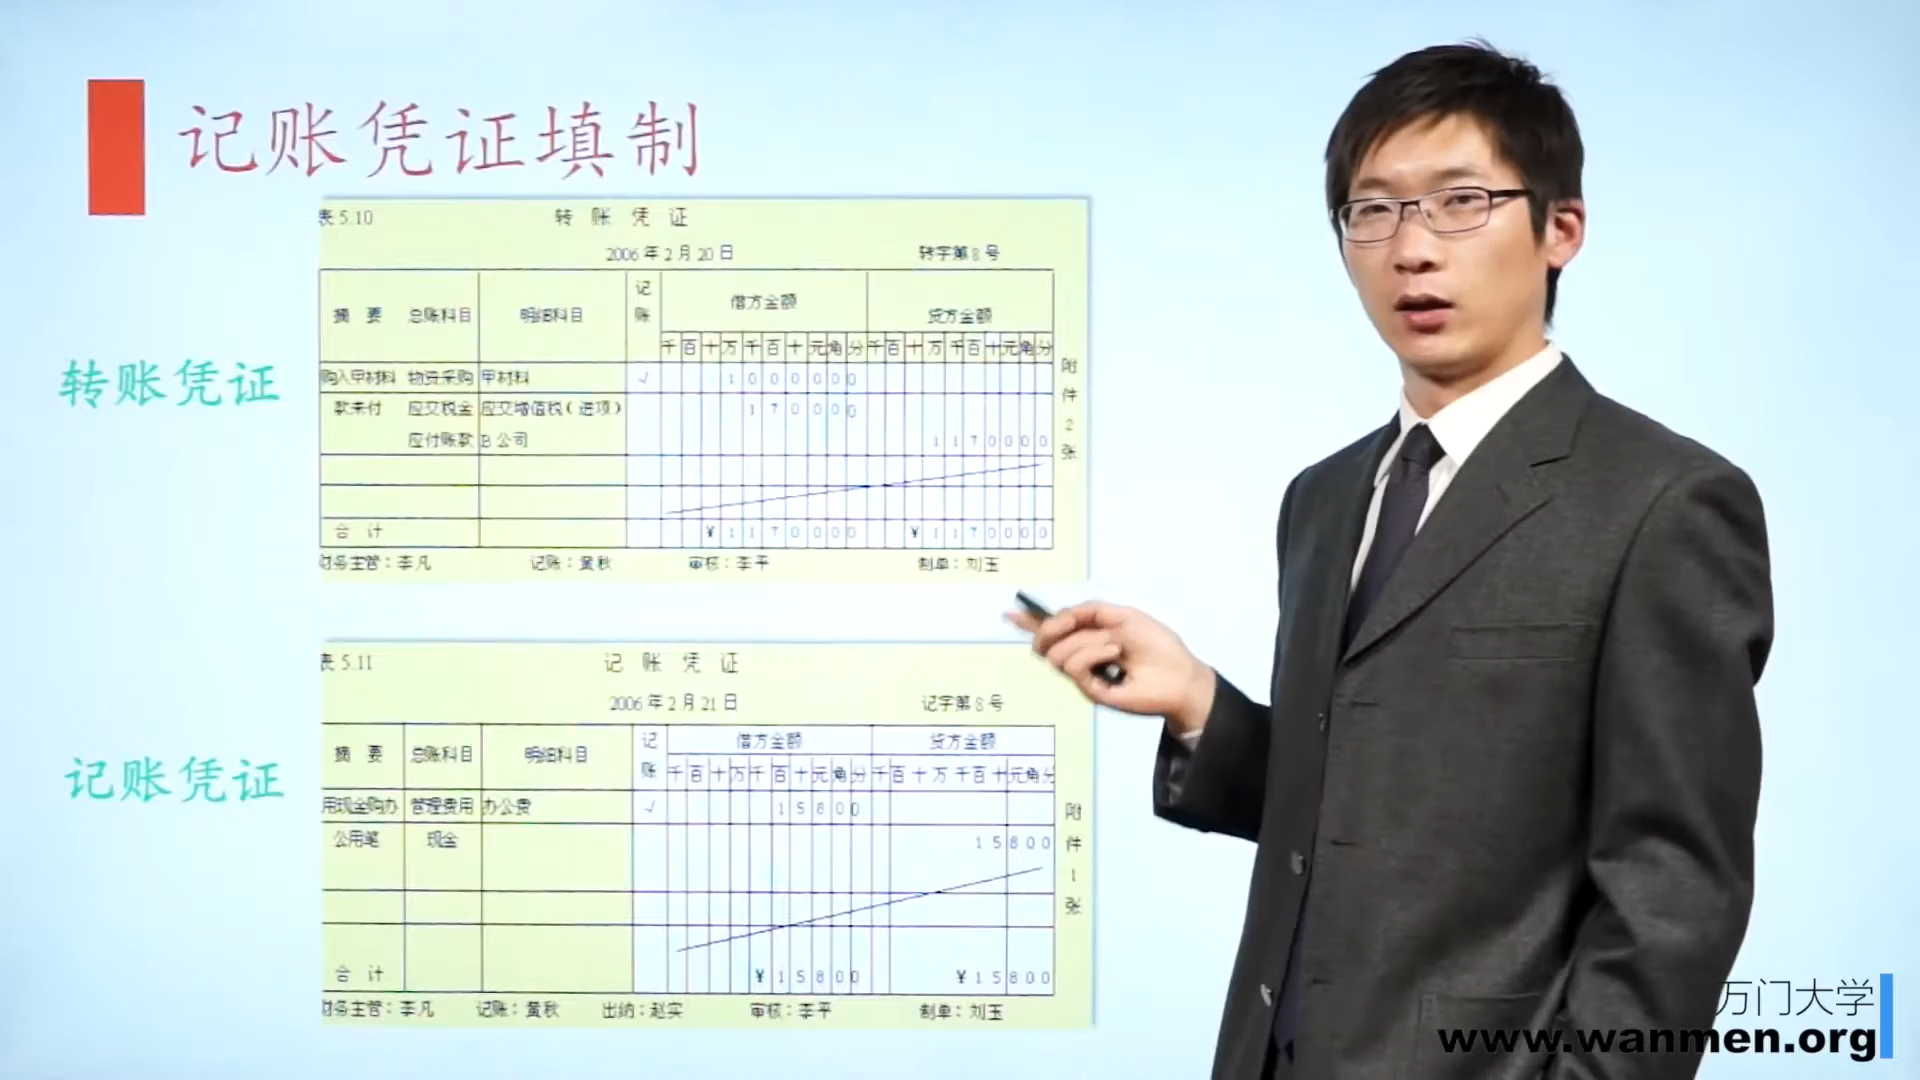 记账凭证填制
表 5.10 转 账 凭 证
2006 年 2 月 20 日 转字第 8 号
摘 要 总账科目 明细科目 记账 借方金额 贷方金额
千 百 十 万 千 百 十 元 角 分 千 百 十 万 千 百 十 元 角 分
购入甲材料 物资采购 甲材料 √ 1 0 0 0 0 0 0
款未付 应交税金 应交增值税（进项） 1 7 0 0 0 0
应付账款 B 公司 1 1 7 0 0 0 0
合 计 ¥ 1 1 7 0 0 0 0 ¥ 1 1 7 0 0 0 0
附件 2 张
财务主管：李凡 记账：黄秋 审核：李平 制单：刘玉
转账凭证
表 5.11 记 账 凭 证
2006 年 2 月 21 日 记字第 8 号
摘 要 总账科目 明细科目 记账 借方金额 贷方金额
千 百 十 万 千 百 十 元 角 分 千 百 十 万 千 百 十 元 角 分
用现金购办 管理费用 办公费 √ 1 5 8 0 0
公用笔 现金 1 5 8 0 0
合 计 ¥ 1 5 8 0 0 ¥ 1 5 8 0 0
附件 1 张
财务主管：李凡 记账：黄秋 出纳：赵实 审核：李平 制单：刘玉
记账凭证
万门大学
www.wanmen.org